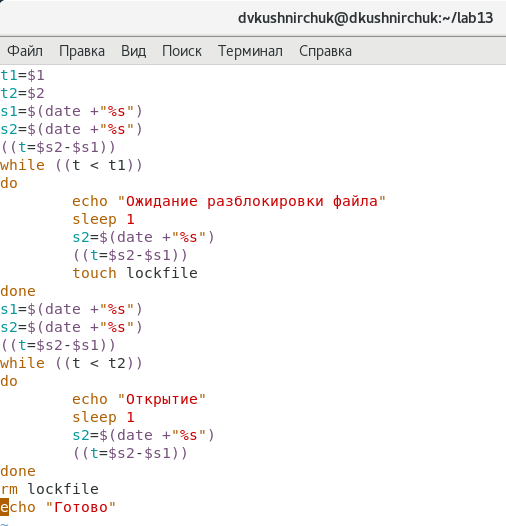 dvkushnirchuk@dkushnirchuk:~/lab13
Файл Правка Вид Поиск Терминал Справка
t1=$1
t2=$2
s1=$(date +"%s")
s2=$(date +"%s")
((t=$s2-$s1))
while ((t < t1))
do
        echo "Ожидание разблокировки файла"
        sleep 1
        s2=$(date +"%s")
        ((t=$s2-$s1))
        touch lockfile
done
s1=$(date +"%s")
s2=$(date +"%s")
((t=$s2-$s1))
while ((t < t2))
do
        echo "Открытие"
        sleep 1
        s2=$(date +"%s")
        ((t=$s2-$s1))
done
rm lockfile
echo "Готово"
~